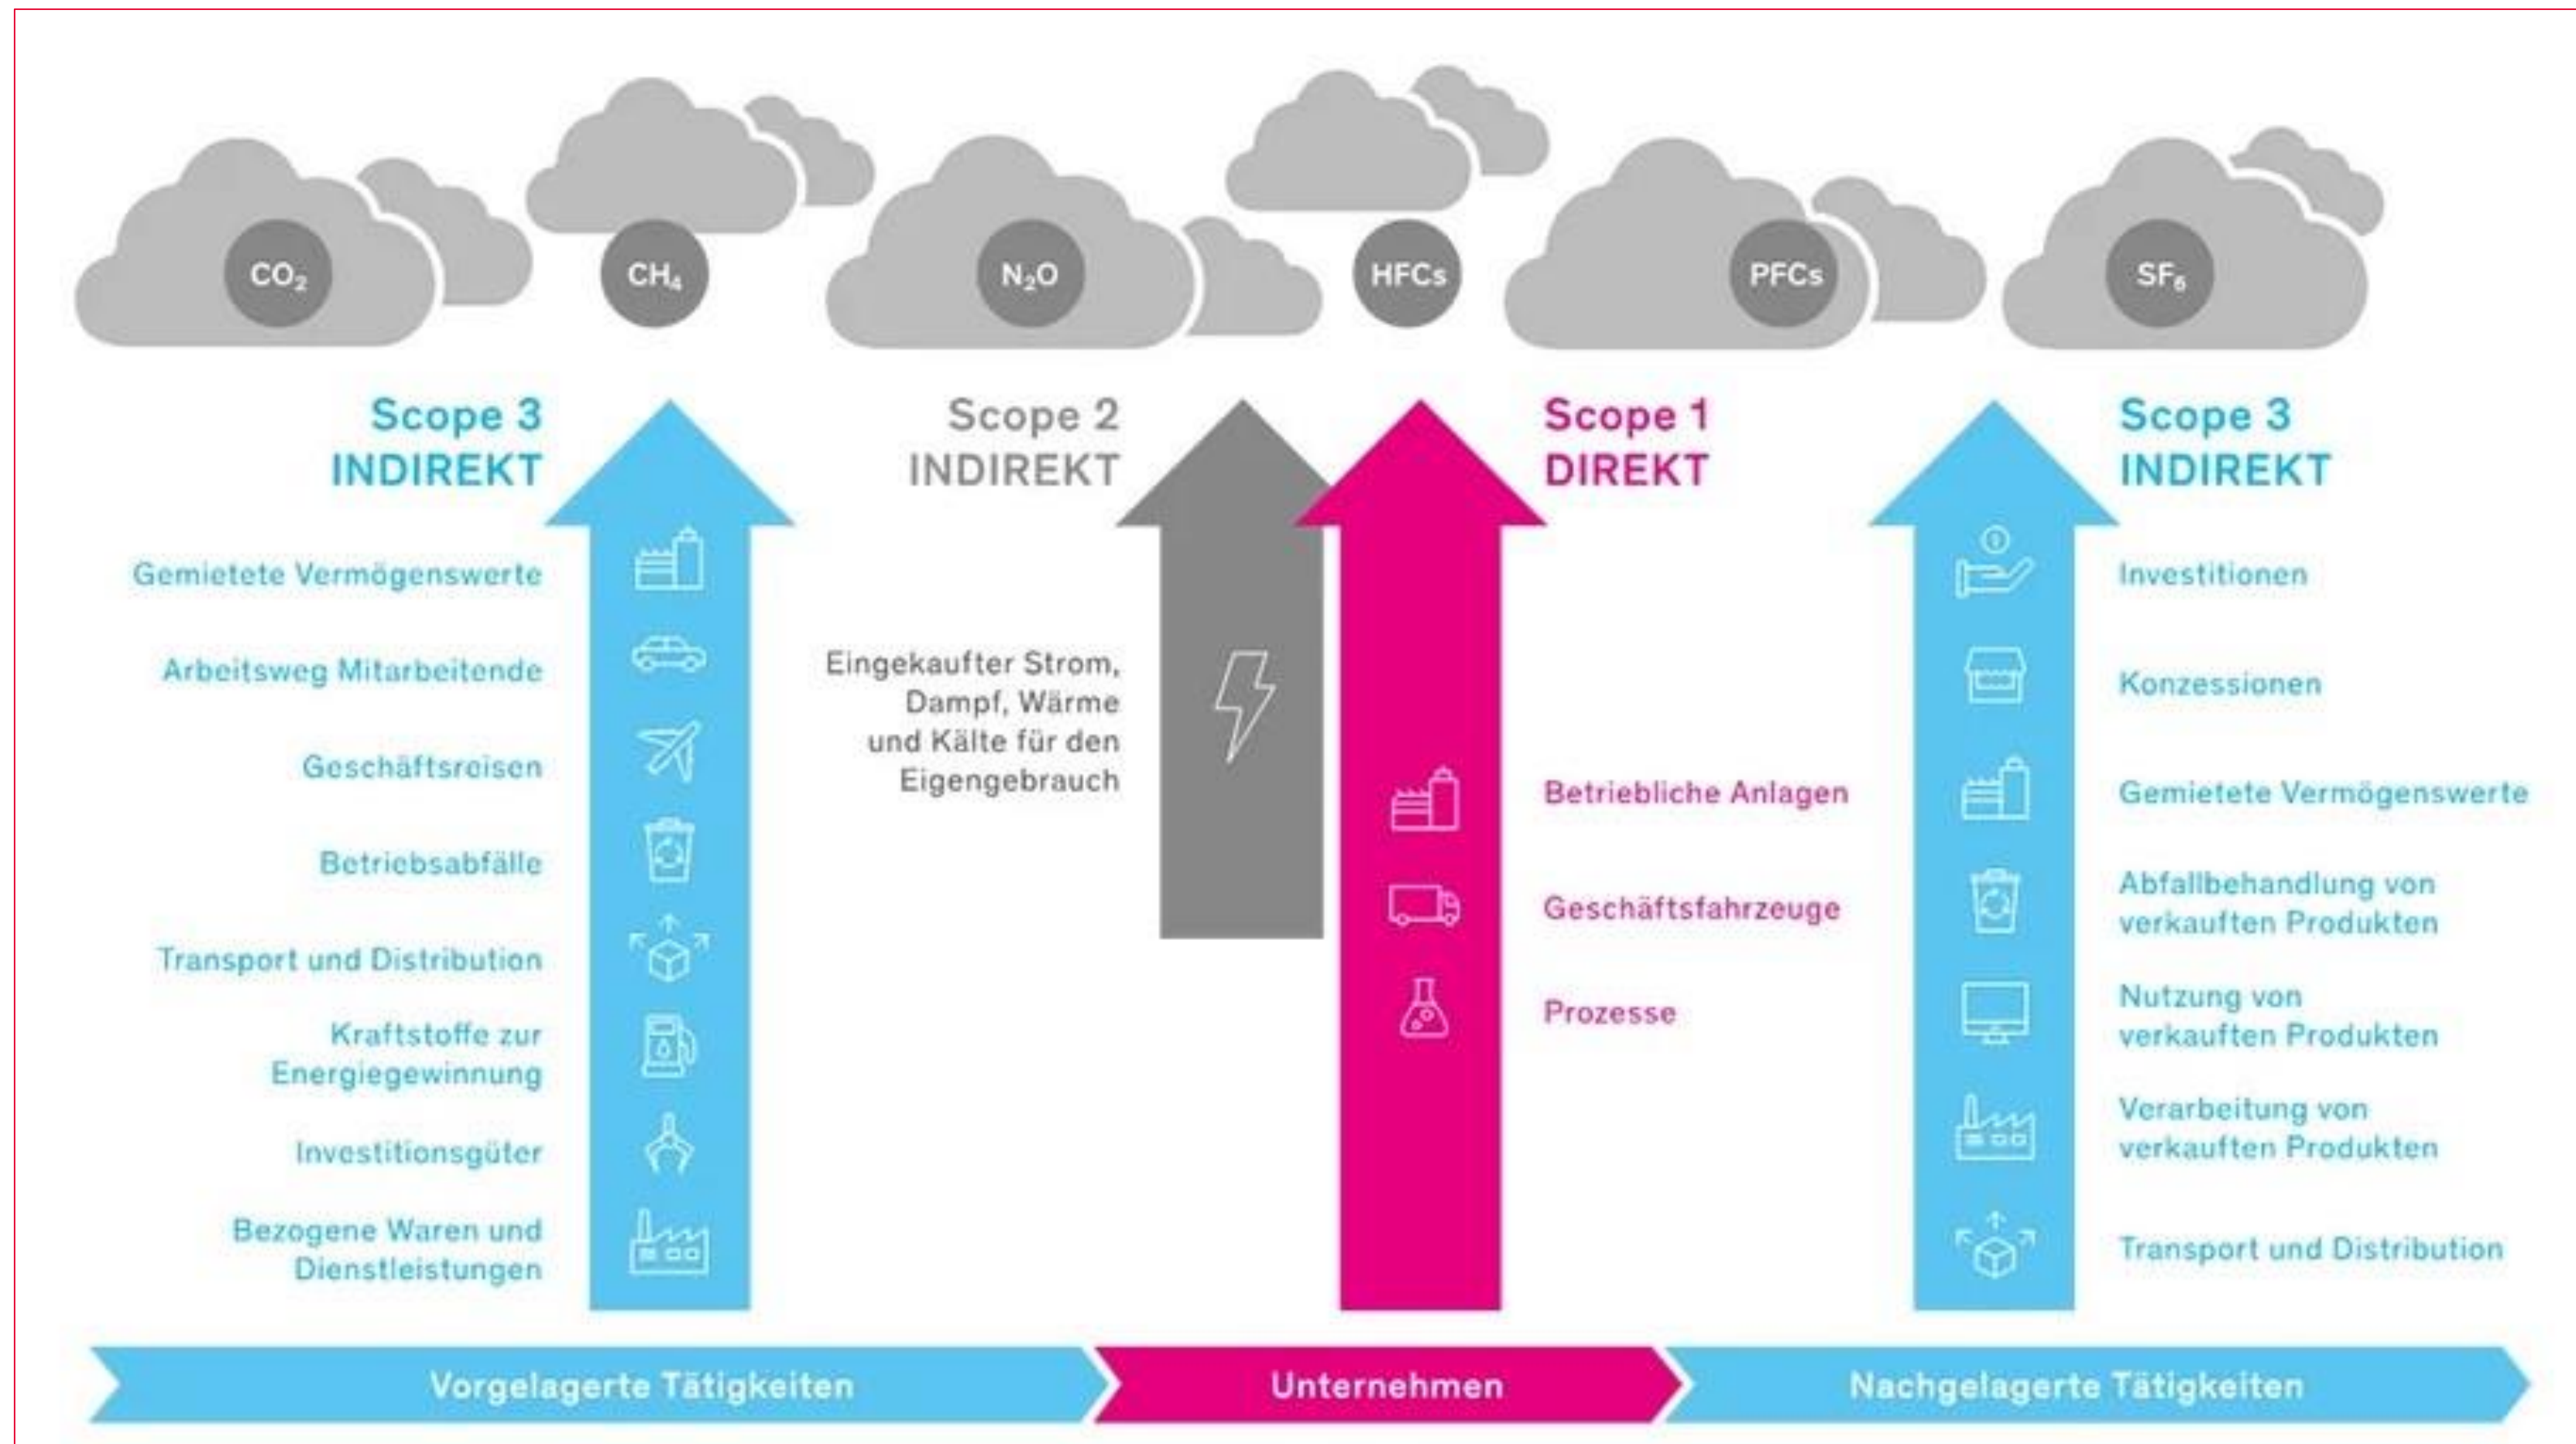 CO₂
CH₄
N₂O
HFCs
PFCs
SF₆
Scope 3
INDIREKT
Gemietete Vermögenswerte
Arbeitsweg Mitarbeitende
Geschäftsreisen
Betriebsabfälle
Transport und Distribution
Kraftstoffe zur
Energiegewinnung
Investitionsgüter
Bezogene Waren und
Dienstleistungen
Scope 2
INDIREKT
Eingekaufter Strom,
Dampf, Wärme
und Kälte für den
Eigengebrauch
Scope 1
DIREKT
Betriebliche Anlagen
Geschäftsfahrzeuge
Prozesse
Scope 3
INDIREKT
Investitionen
Konzessionen
Gemietete Vermögenswerte
Abfallbehandlung von
verkauften Produkten
Nutzung von
verkauften Produkten
Verarbeitung von
verkauften Produkten
Transport und Distribution
Vorgelagerte Tätigkeiten
Unternehmen
Nachgelagerte Tätigkeiten